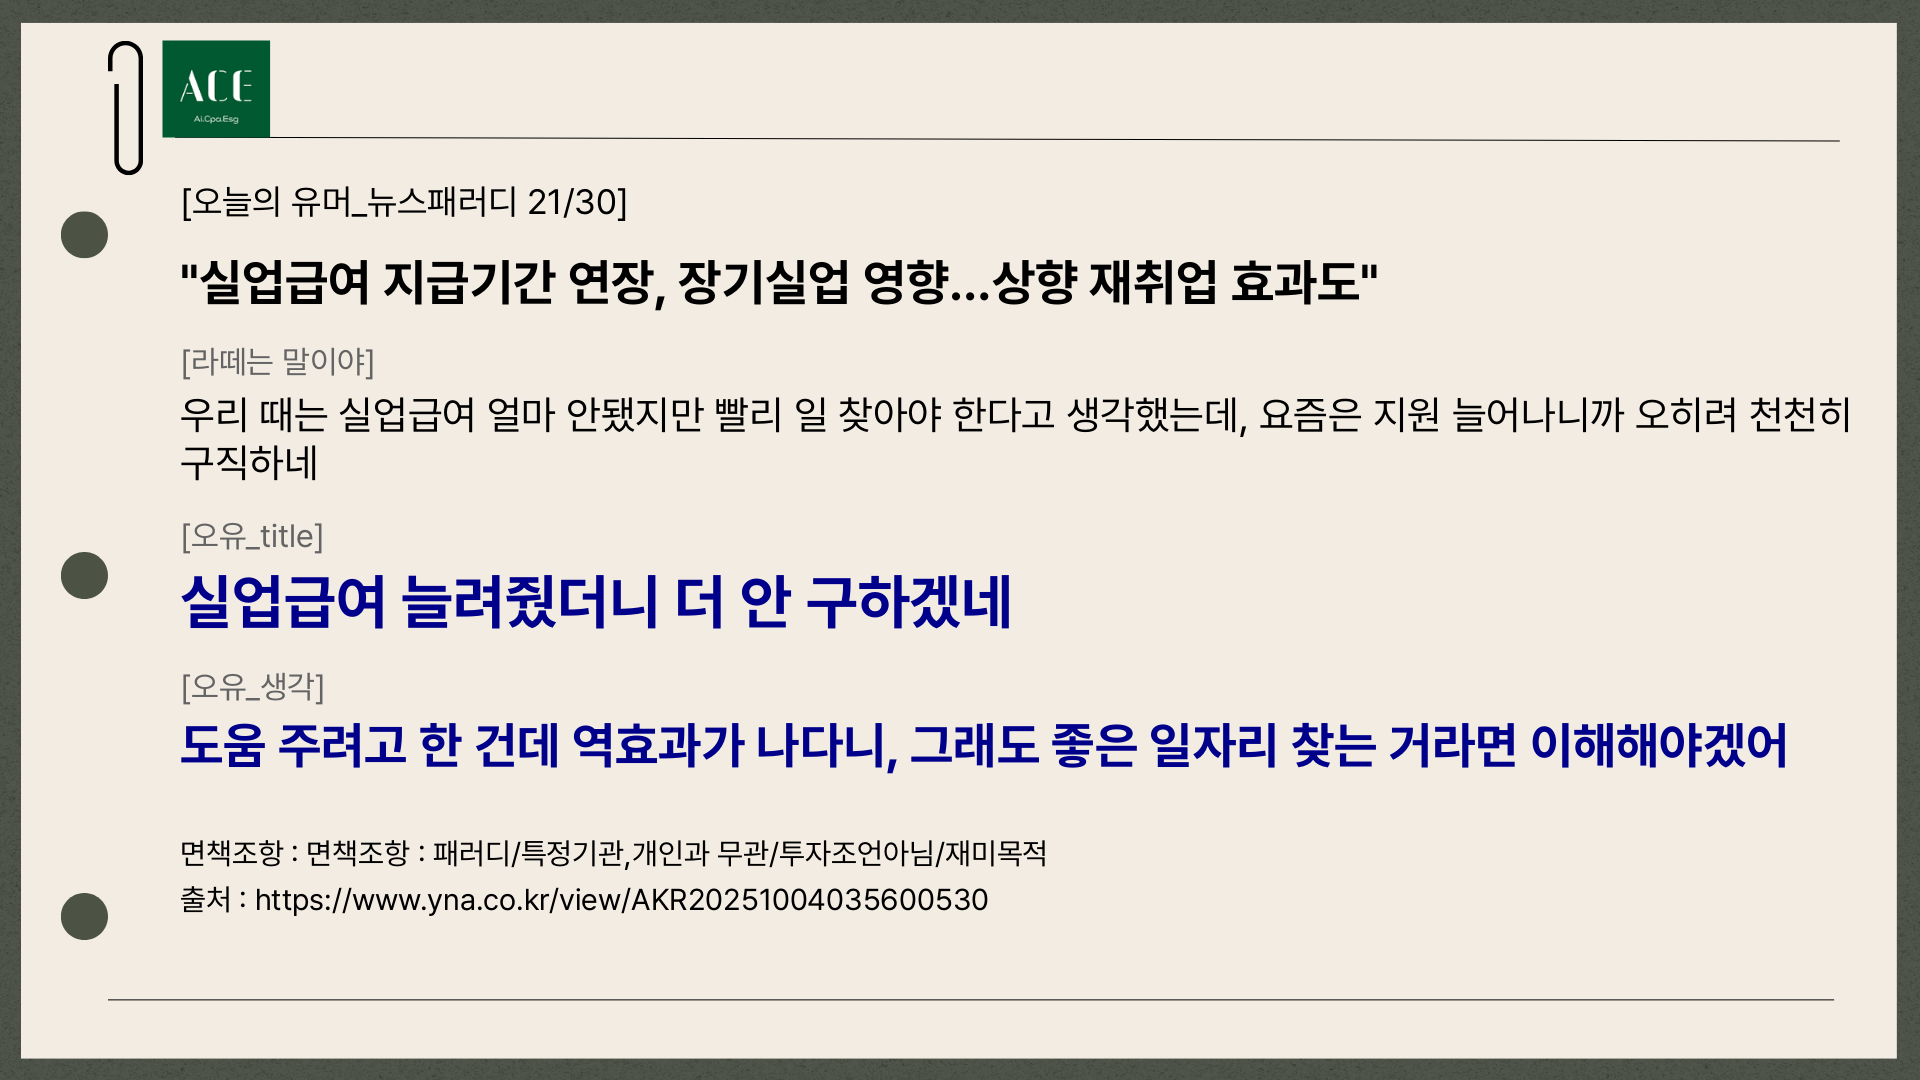 ACE
Ai.Cpa.Esg
[오늘의 유머_뉴스패러디 21/30]
"실업급여 지급기간 연장, 장기실업 영향...상향 재취업 효과도"
[라떼는 말이야]
우리 때는 실업급여 얼마 안됐지만 빨리 일 찾아야 한다고 생각했는데, 요즘은 지원 늘어나니까 오히려 천천히
구직하네
[오유_title]
실업급여 늘려줬더니 더 안 구하겠네
[오유_생각]
도움 주려고 한 건데 역효과가 나다니, 그래도 좋은 일자리 찾는 거라면 이해해야겠어
면책조항 : 면책조항 : 패러디/특정기관,개인과 무관/투자조언아님/재미목적
출처 : https://www.yna.co.kr/view/AKR20251004035600530